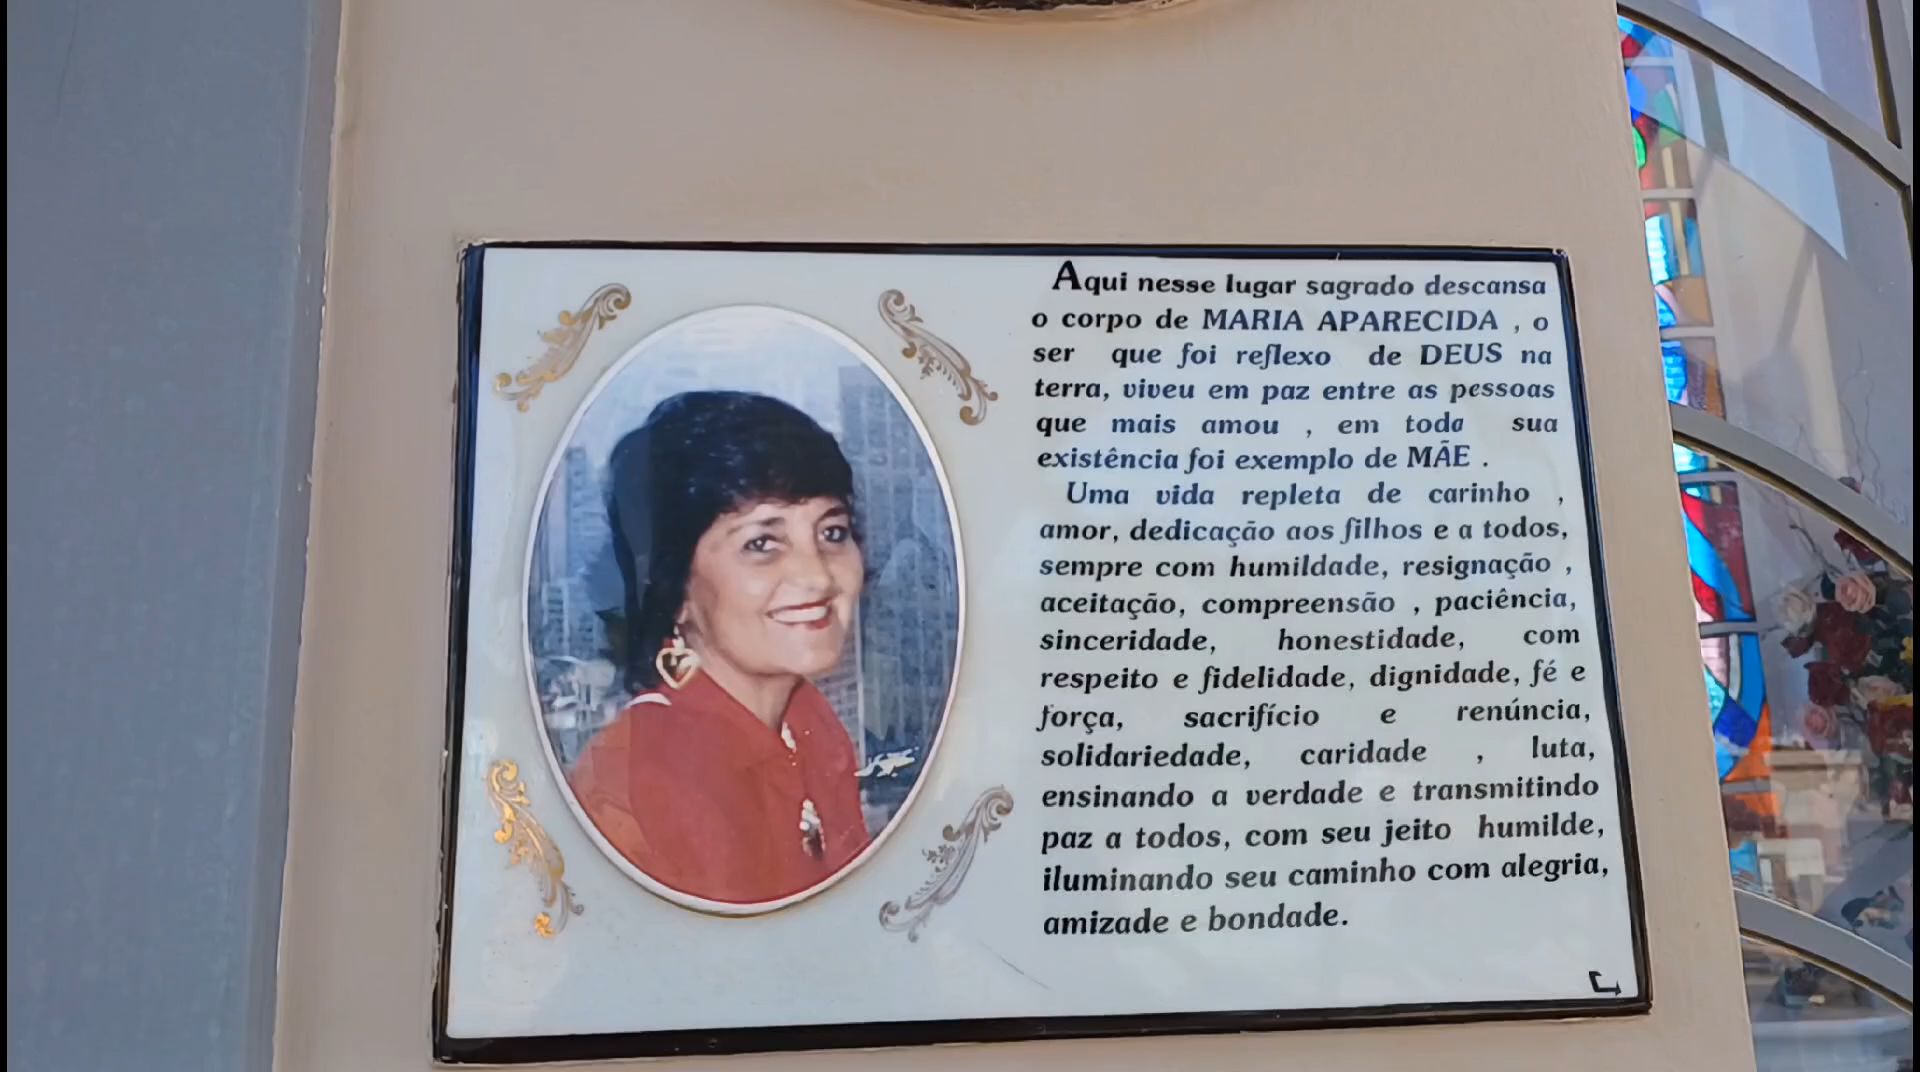 Aqui nesse lugar sagrado descansa
o corpo de MARIA APARECIDA , o
ser que foi reflexo de DEUS na
terra, viveu em paz entre as pessoas
que mais amou , em toda sua
existência foi exemplo de MÃE .
Uma vida repleta de carinho ,
amor, dedicação aos filhos e a todos,
sempre com humildade, resignação ,
aceitação, compreensão , paciência,
sinceridade, honestidade, com
respeito e fidelidade, dignidade, fé e
força, sacrifício e renúncia,
solidariedade, caridade , luta,
ensinando a verdade e transmitindo
paz a todos, com seu jeito humilde,
iluminando seu caminho com alegria,
amizade e bondade.